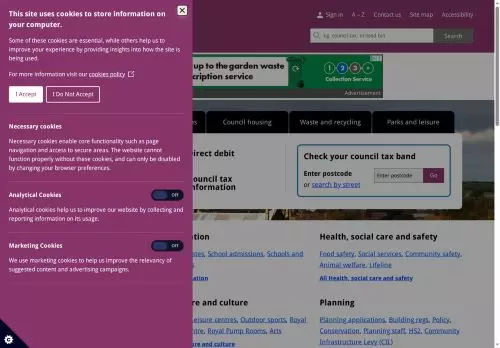 This site uses cookies to store information on
your computer.
Some of these cookies are essential, while others help us to
improve your experience by providing insights into how the site is
being used.
For more information visit our cookies policy
I Accept
I Do Not Accept
Necessary cookies
Necessary cookies enable core functionality such as page
navigation and access to secure areas. The website cannot
function properly without these cookies, and can only be disabled
by changing your browser preferences.
Analytical Cookies
OFF
Analytical cookies help us to improve our website by collecting and
reporting information on its usage.
Marketing Cookies
OFF
We use marketing cookies to help us improve the relevancy of
suggested content and advertising campaigns.
Sign in
A – Z
Contact us
Site map
Accessibility
eg. council tax, missed bin
Search
up to the garden waste
cription service
1 2 3
Collection Service
Advertisement
Council housing
Waste and recycling
Parks and leisure
irect debit
uncil tax
nformation
Check your council tax band
Enter postcode
or search by street
Enter postcode
Go
tion
, School admissions, Schools and
ation
re and culture
eisure centres, Outdoor sports, Royal
, Royal Pump Rooms, Arts
re and culture
Health, social care and safety
Food safety, Social services, Community safety,
Animal welfare, Lifeline
All Health, social care and safety
Planning
Planning applications, Building regs, Policy,
Conservation, Planning staff, HS2, Community
Infrastructure Levy (CIL)